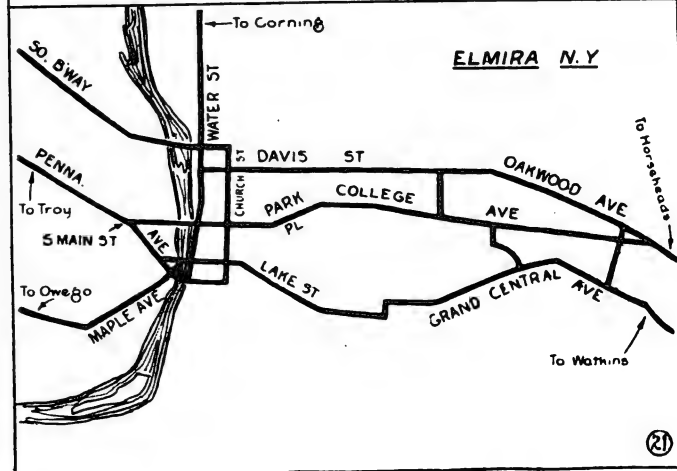 To Corning
ELMIRA N.Y
SO. B'WAY
WATER ST
To Horseheads
DAVIS ST
OAKWOOD AVE
PENNA. AVE
CHURCH ST
PARK PL
COLLEGE AVE
To Troy
S MAIN ST
LAKE ST
To Owego
MAPLE AVE
GRAND CENTRAL AVE
To Watkins
21